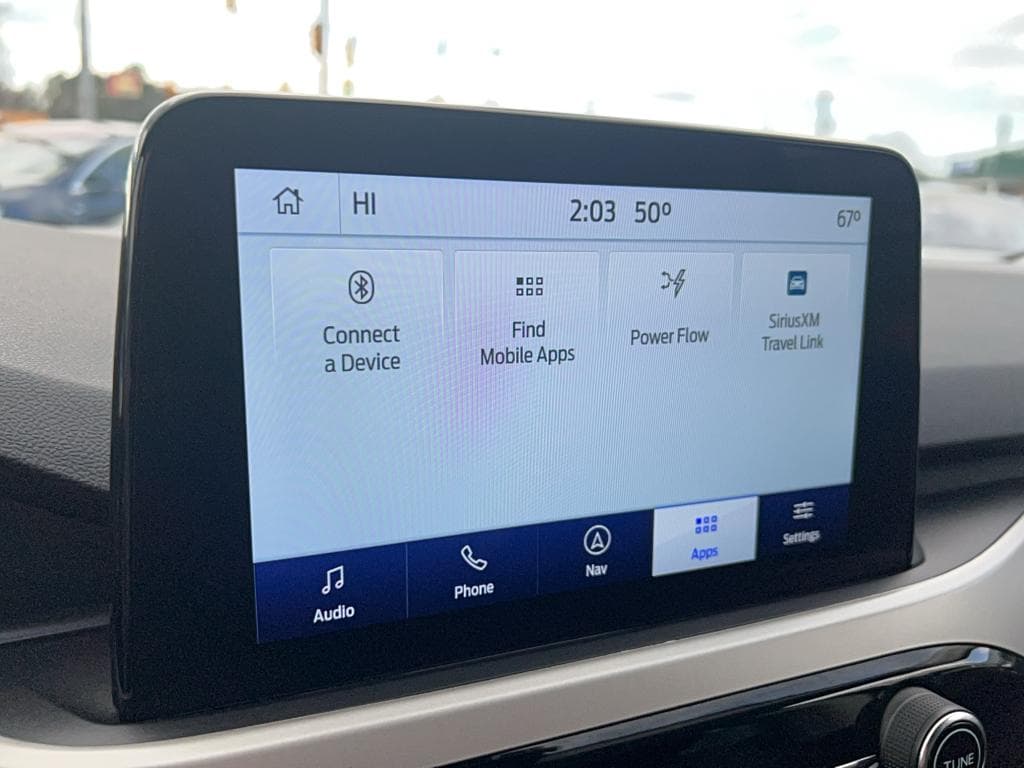 HI 2:03 50° 67°
Connect
a Device
Find
Mobile Apps
Power Flow
SiriusXM
Travel Link
Audio
Phone
Nav
Apps
Settings
TUNE